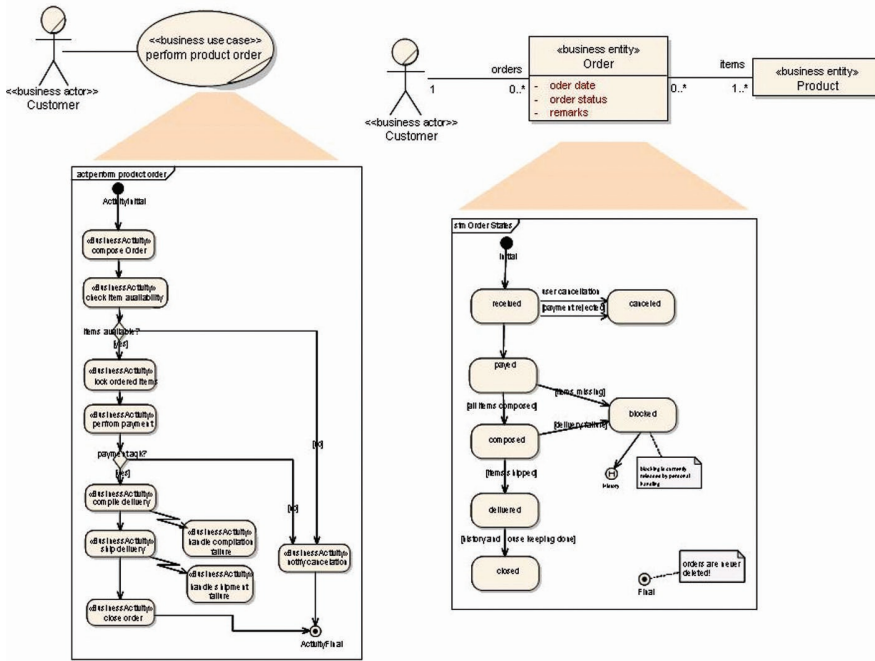 <<business use case>>
perform product order
<<business actor>>
Customer
«business entity»
Order
- oder date
- order status
- remarks
orders
1
0..*
items
0..*
1..*
«business entity»
Product
<<business actor>>
Customer
act perform product order
ActivityInitial
«BusinessActivity»
compose Order
«BusinessActivity»
check item availability
items available?
[yes]
«BusinessActivity»
lock ordered items
«BusinessActivity»
perfrom payment
[no]
[yes]
«BusinessActivity»
compile delivery
[no]
«BusinessActivity»
handle compilation
failure
«BusinessActivity»
ship delivery
«BusinessActivity»
notify cancelation
«BusinessActivity»
handle shipment
failure
«BusinessActivity»
close order
ActivityFinal
stm Order States
Initial
received
user cancellation
[payment rejected]
canceled
payed
[items missing]
[all items composed]
blocked
composed
[delivery failure]
H
History
blocking is currently
released by personal
handling
[items shipped]
delivered
[history and ouse keeping done]
closed
Final
orders are never
deleted!